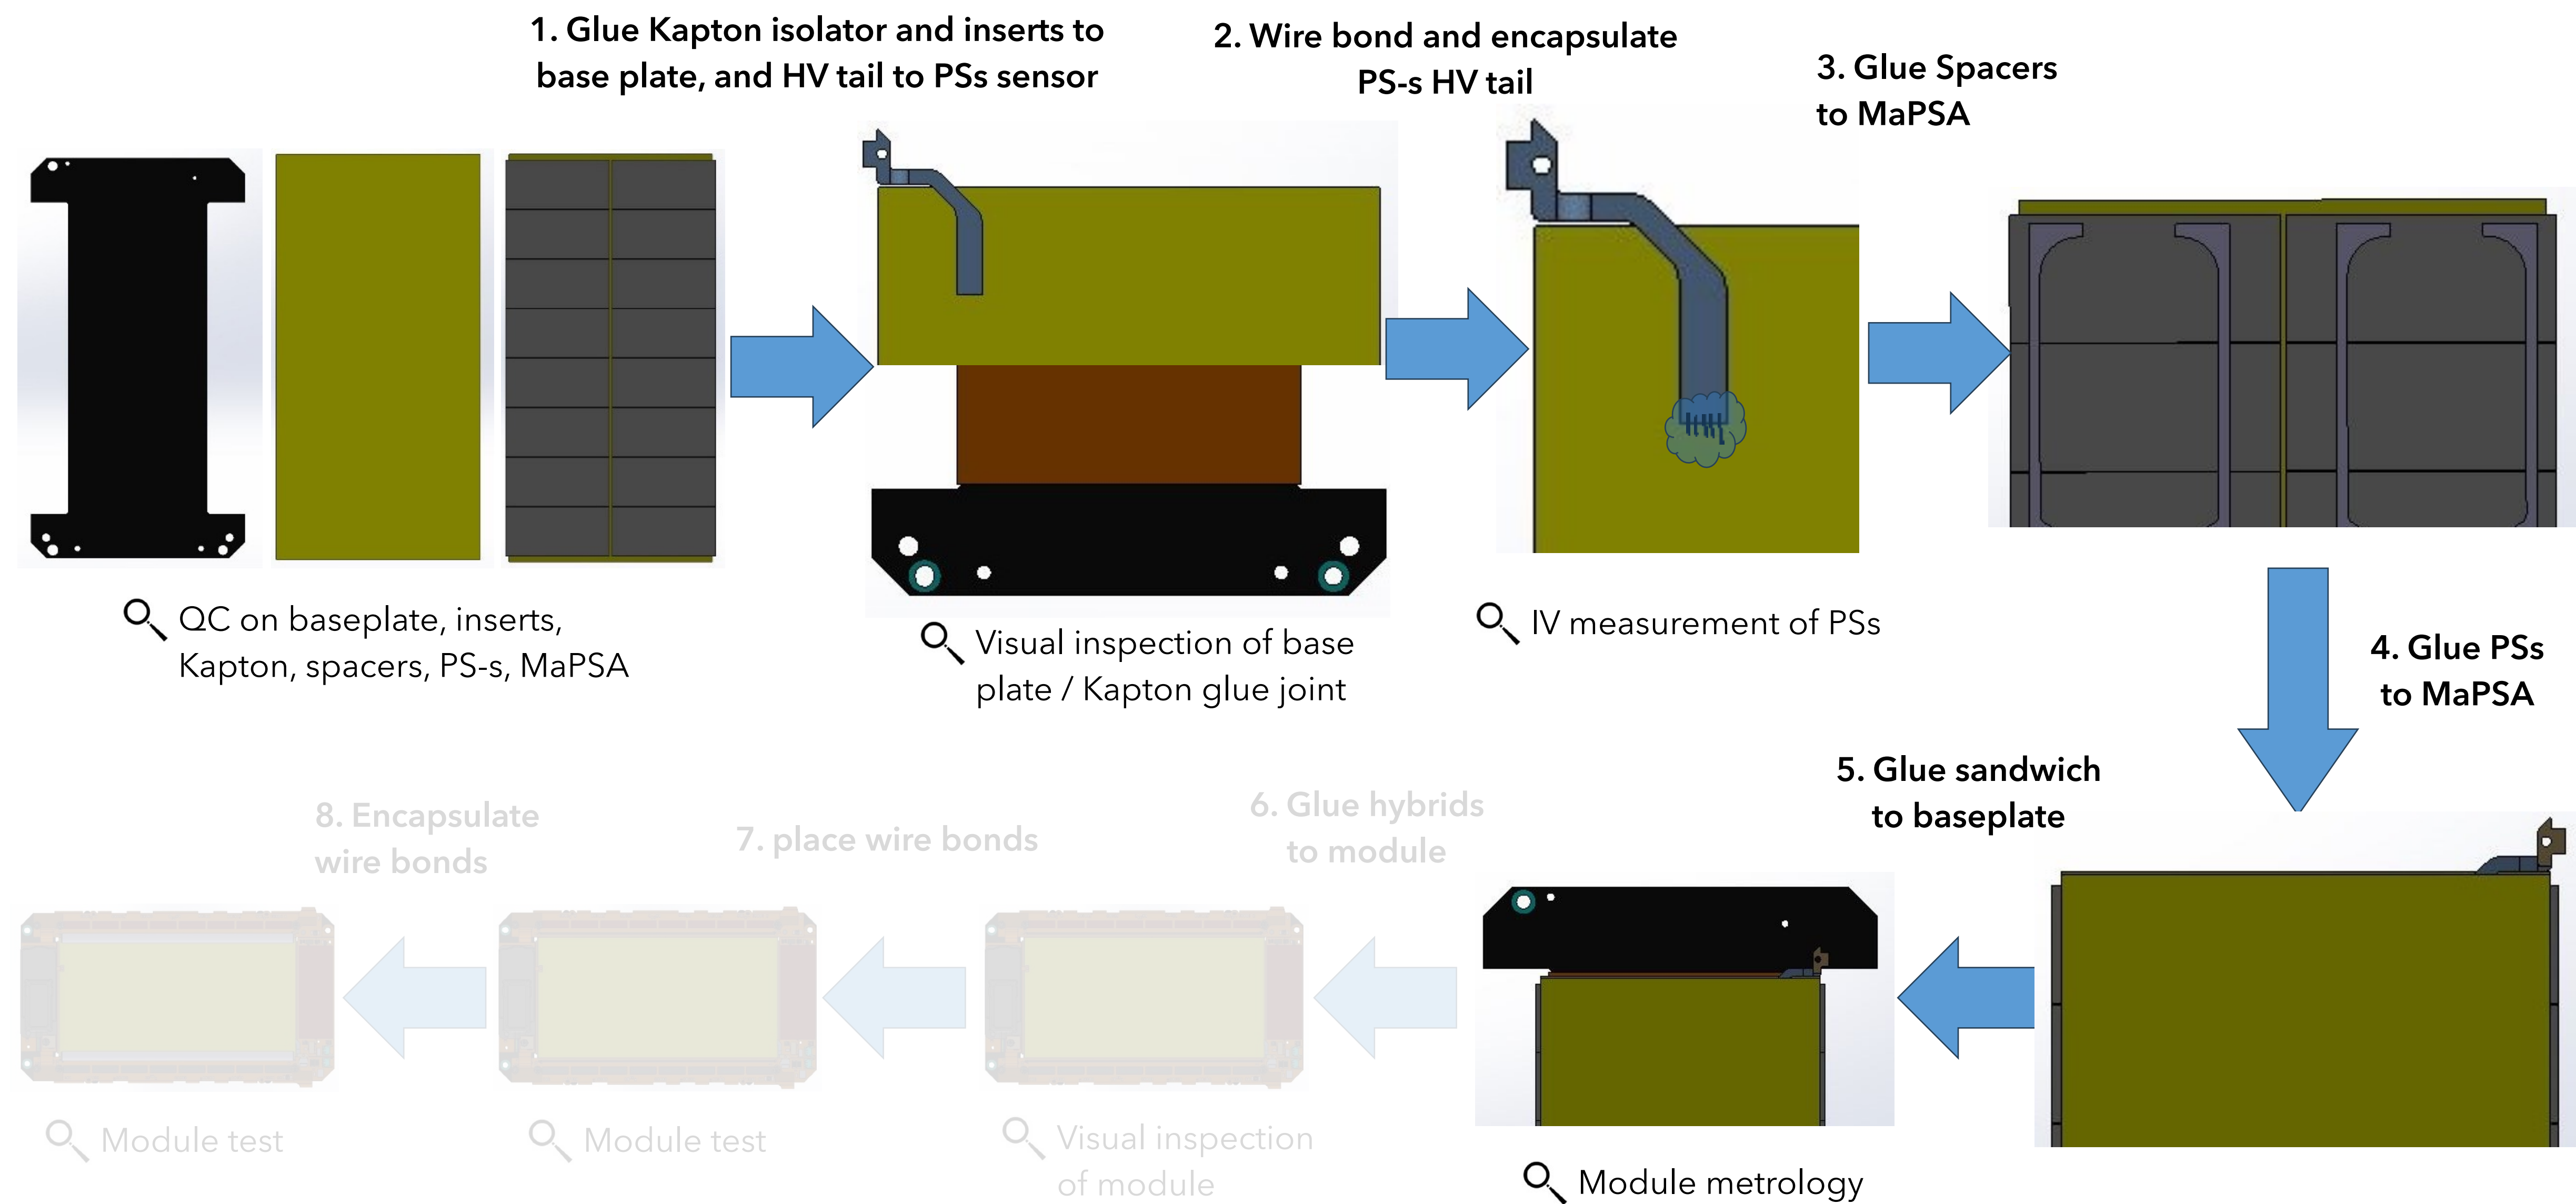 1. Glue Kapton isolator and inserts to
base plate, and HV tail to PSs sensor
2. Wire bond and encapsulate
PS-s HV tail
3. Glue Spacers
to MaPSA
QC on baseplate, inserts,
Kapton, spacers, PS-s, MaPSA
Visual inspection of base
plate / Kapton glue joint
IV measurement of PSs
4. Glue PSs
to MaPSA
5. Glue sandwich
to baseplate
6. Glue hybrids
to module
7. place wire bonds
8. Encapsulate
wire bonds
Module metrology
Visual inspection
of module
Module test
Module test